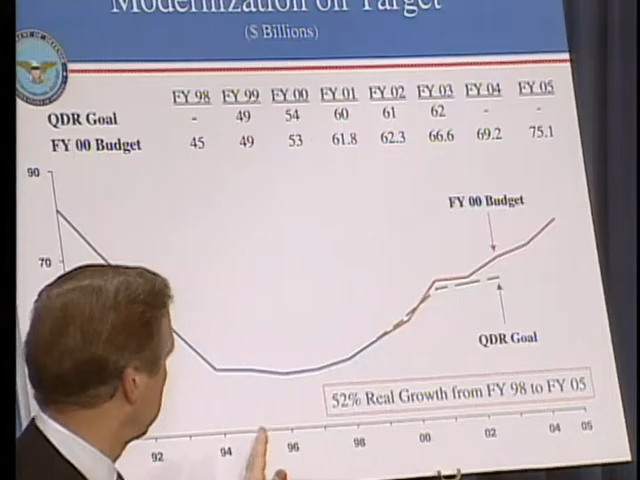 Modernization on Target
($ Billions)
FY 98 FY 99 FY 00 FY 01 FY 02 FY 03 FY 04 FY 05
QDR Goal - 49 54 60 61 62 - -
FY 00 Budget 45 49 53 61.8 62.3 66.6 69.2 75.1
90
FY 00 Budget
70
QDR Goal
52% Real Growth from FY 98 to FY 05
92 94 96 98 00 02 04 05